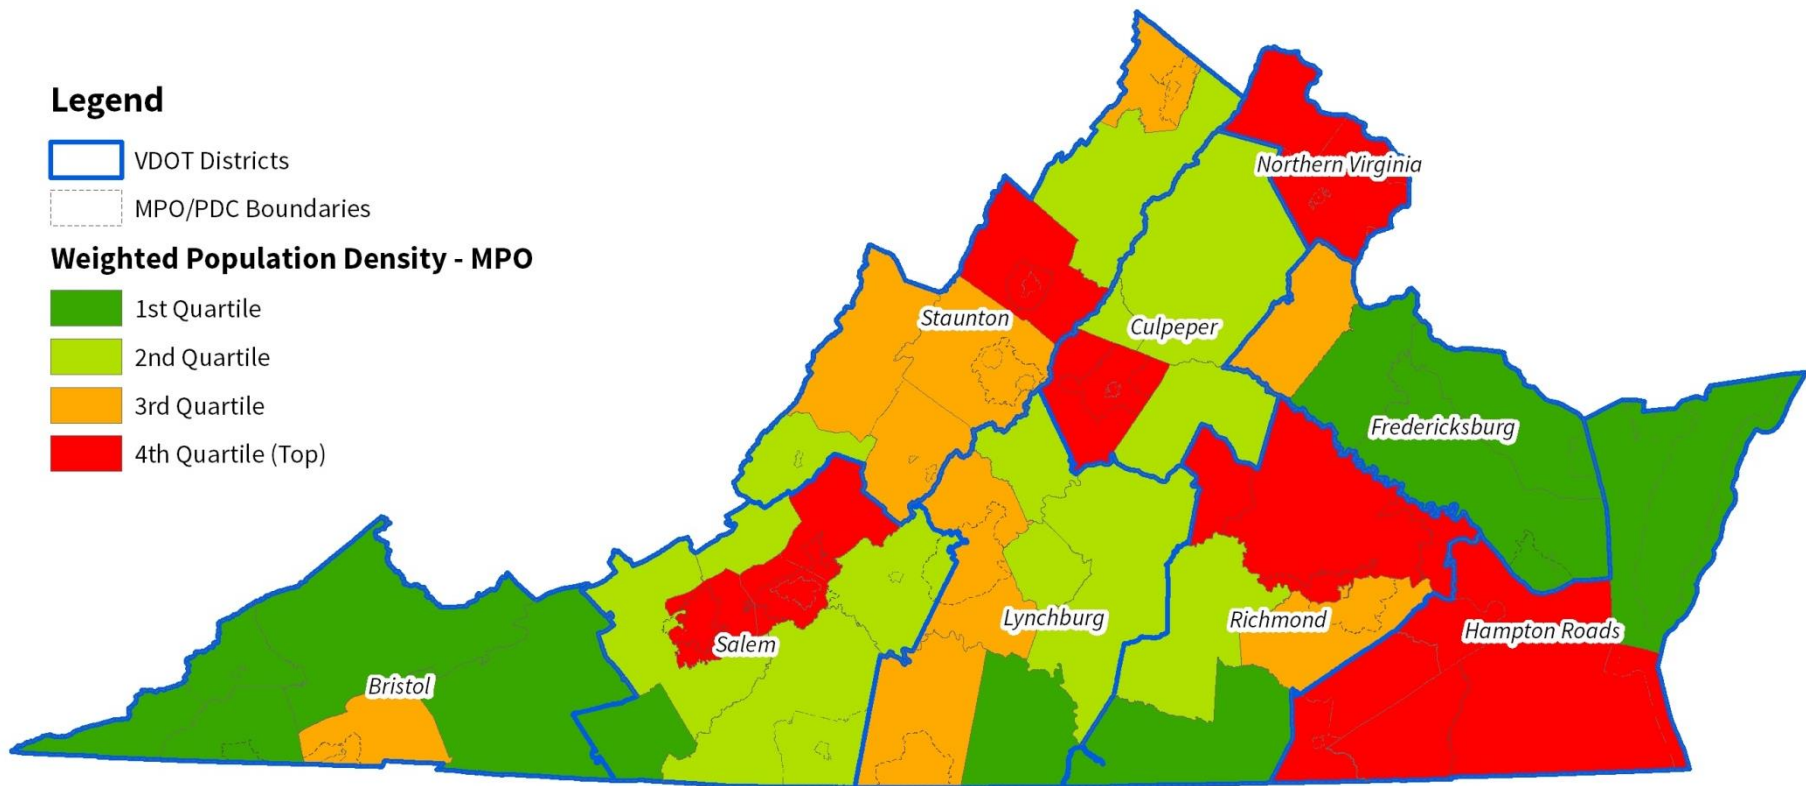 Legend
VDOT Districts
MPO/PDC Boundaries
Weighted Population Density - MPO
1st Quartile
2nd Quartile
3rd Quartile
4th Quartile (Top)
Northern Virginia
Staunton
Culpeper
Fredericksburg
Lynchburg
Richmond
Hampton Roads
Salem
Bristol